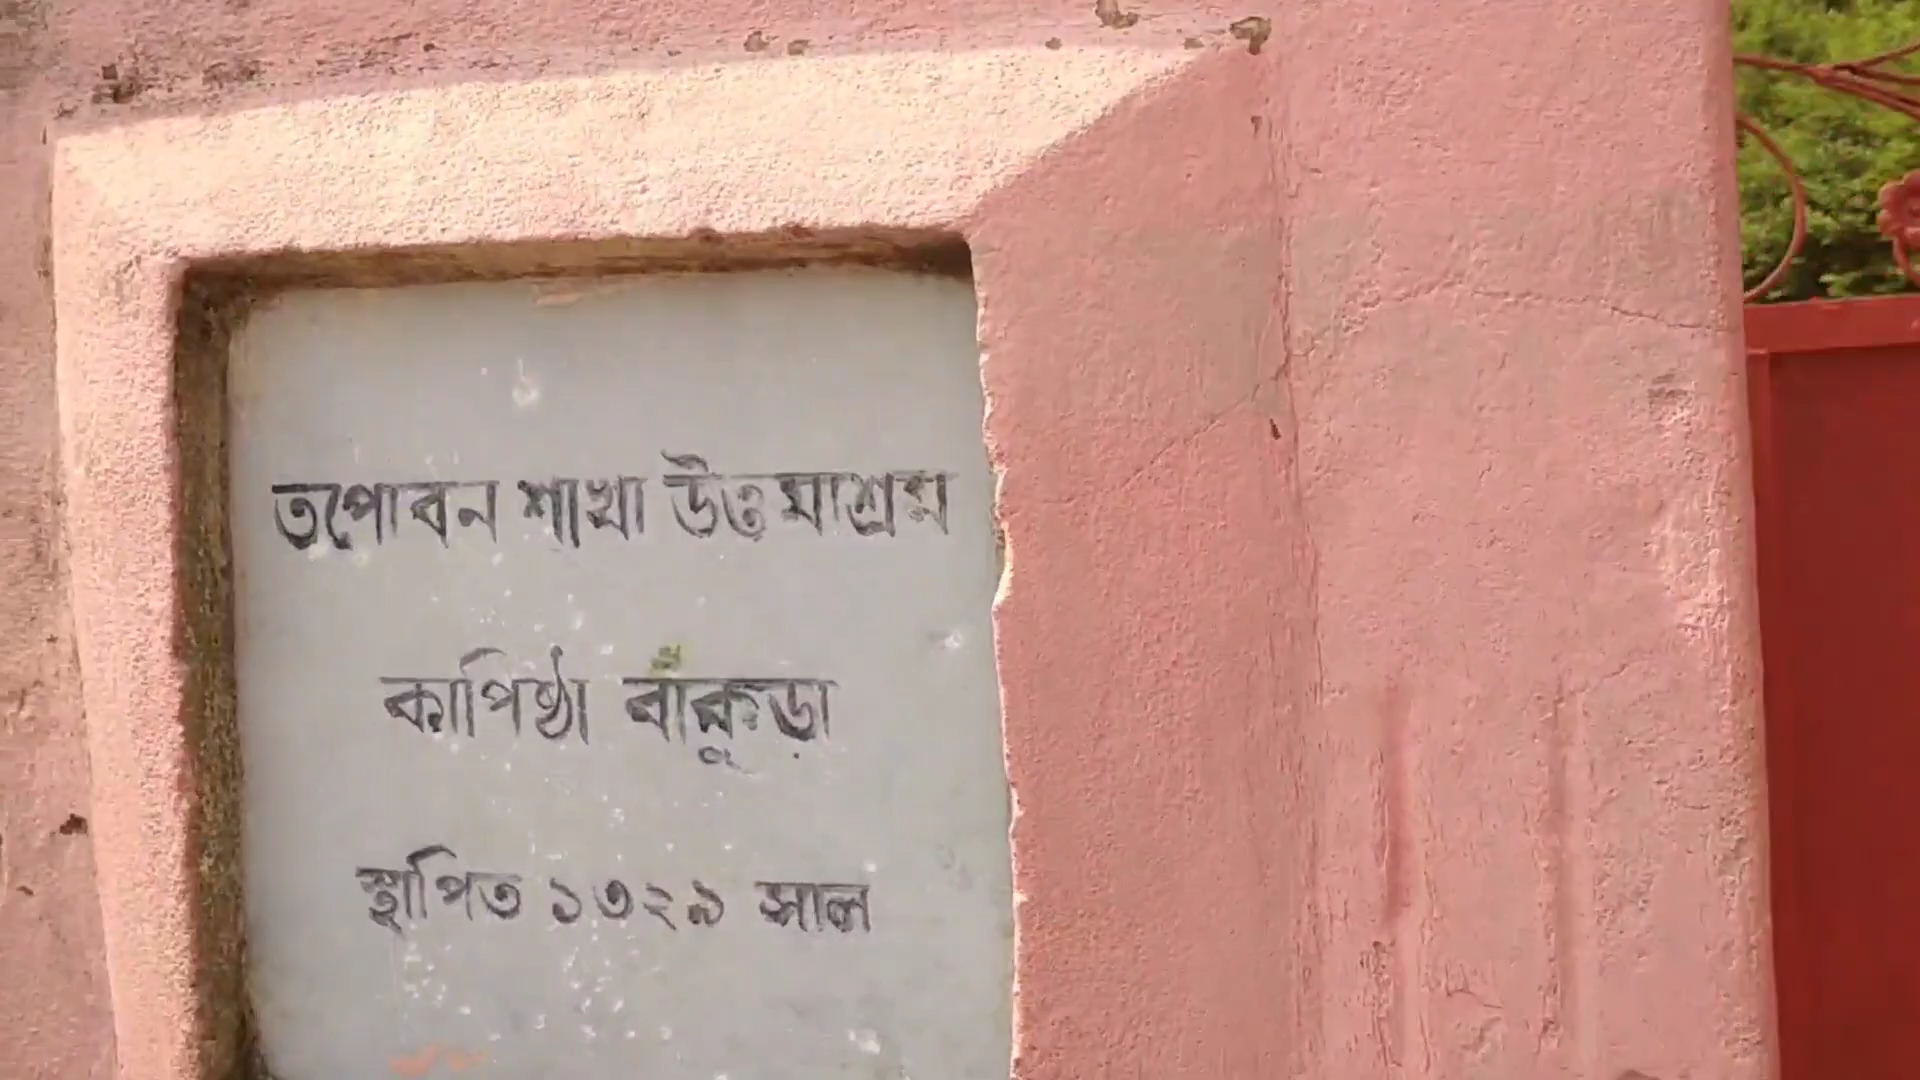 তপোবন শাখা উত্তমাশ্রম
কাপিষ্ঠা বাঁকুড়া
স্থাপিত ১৩২৯ সাল